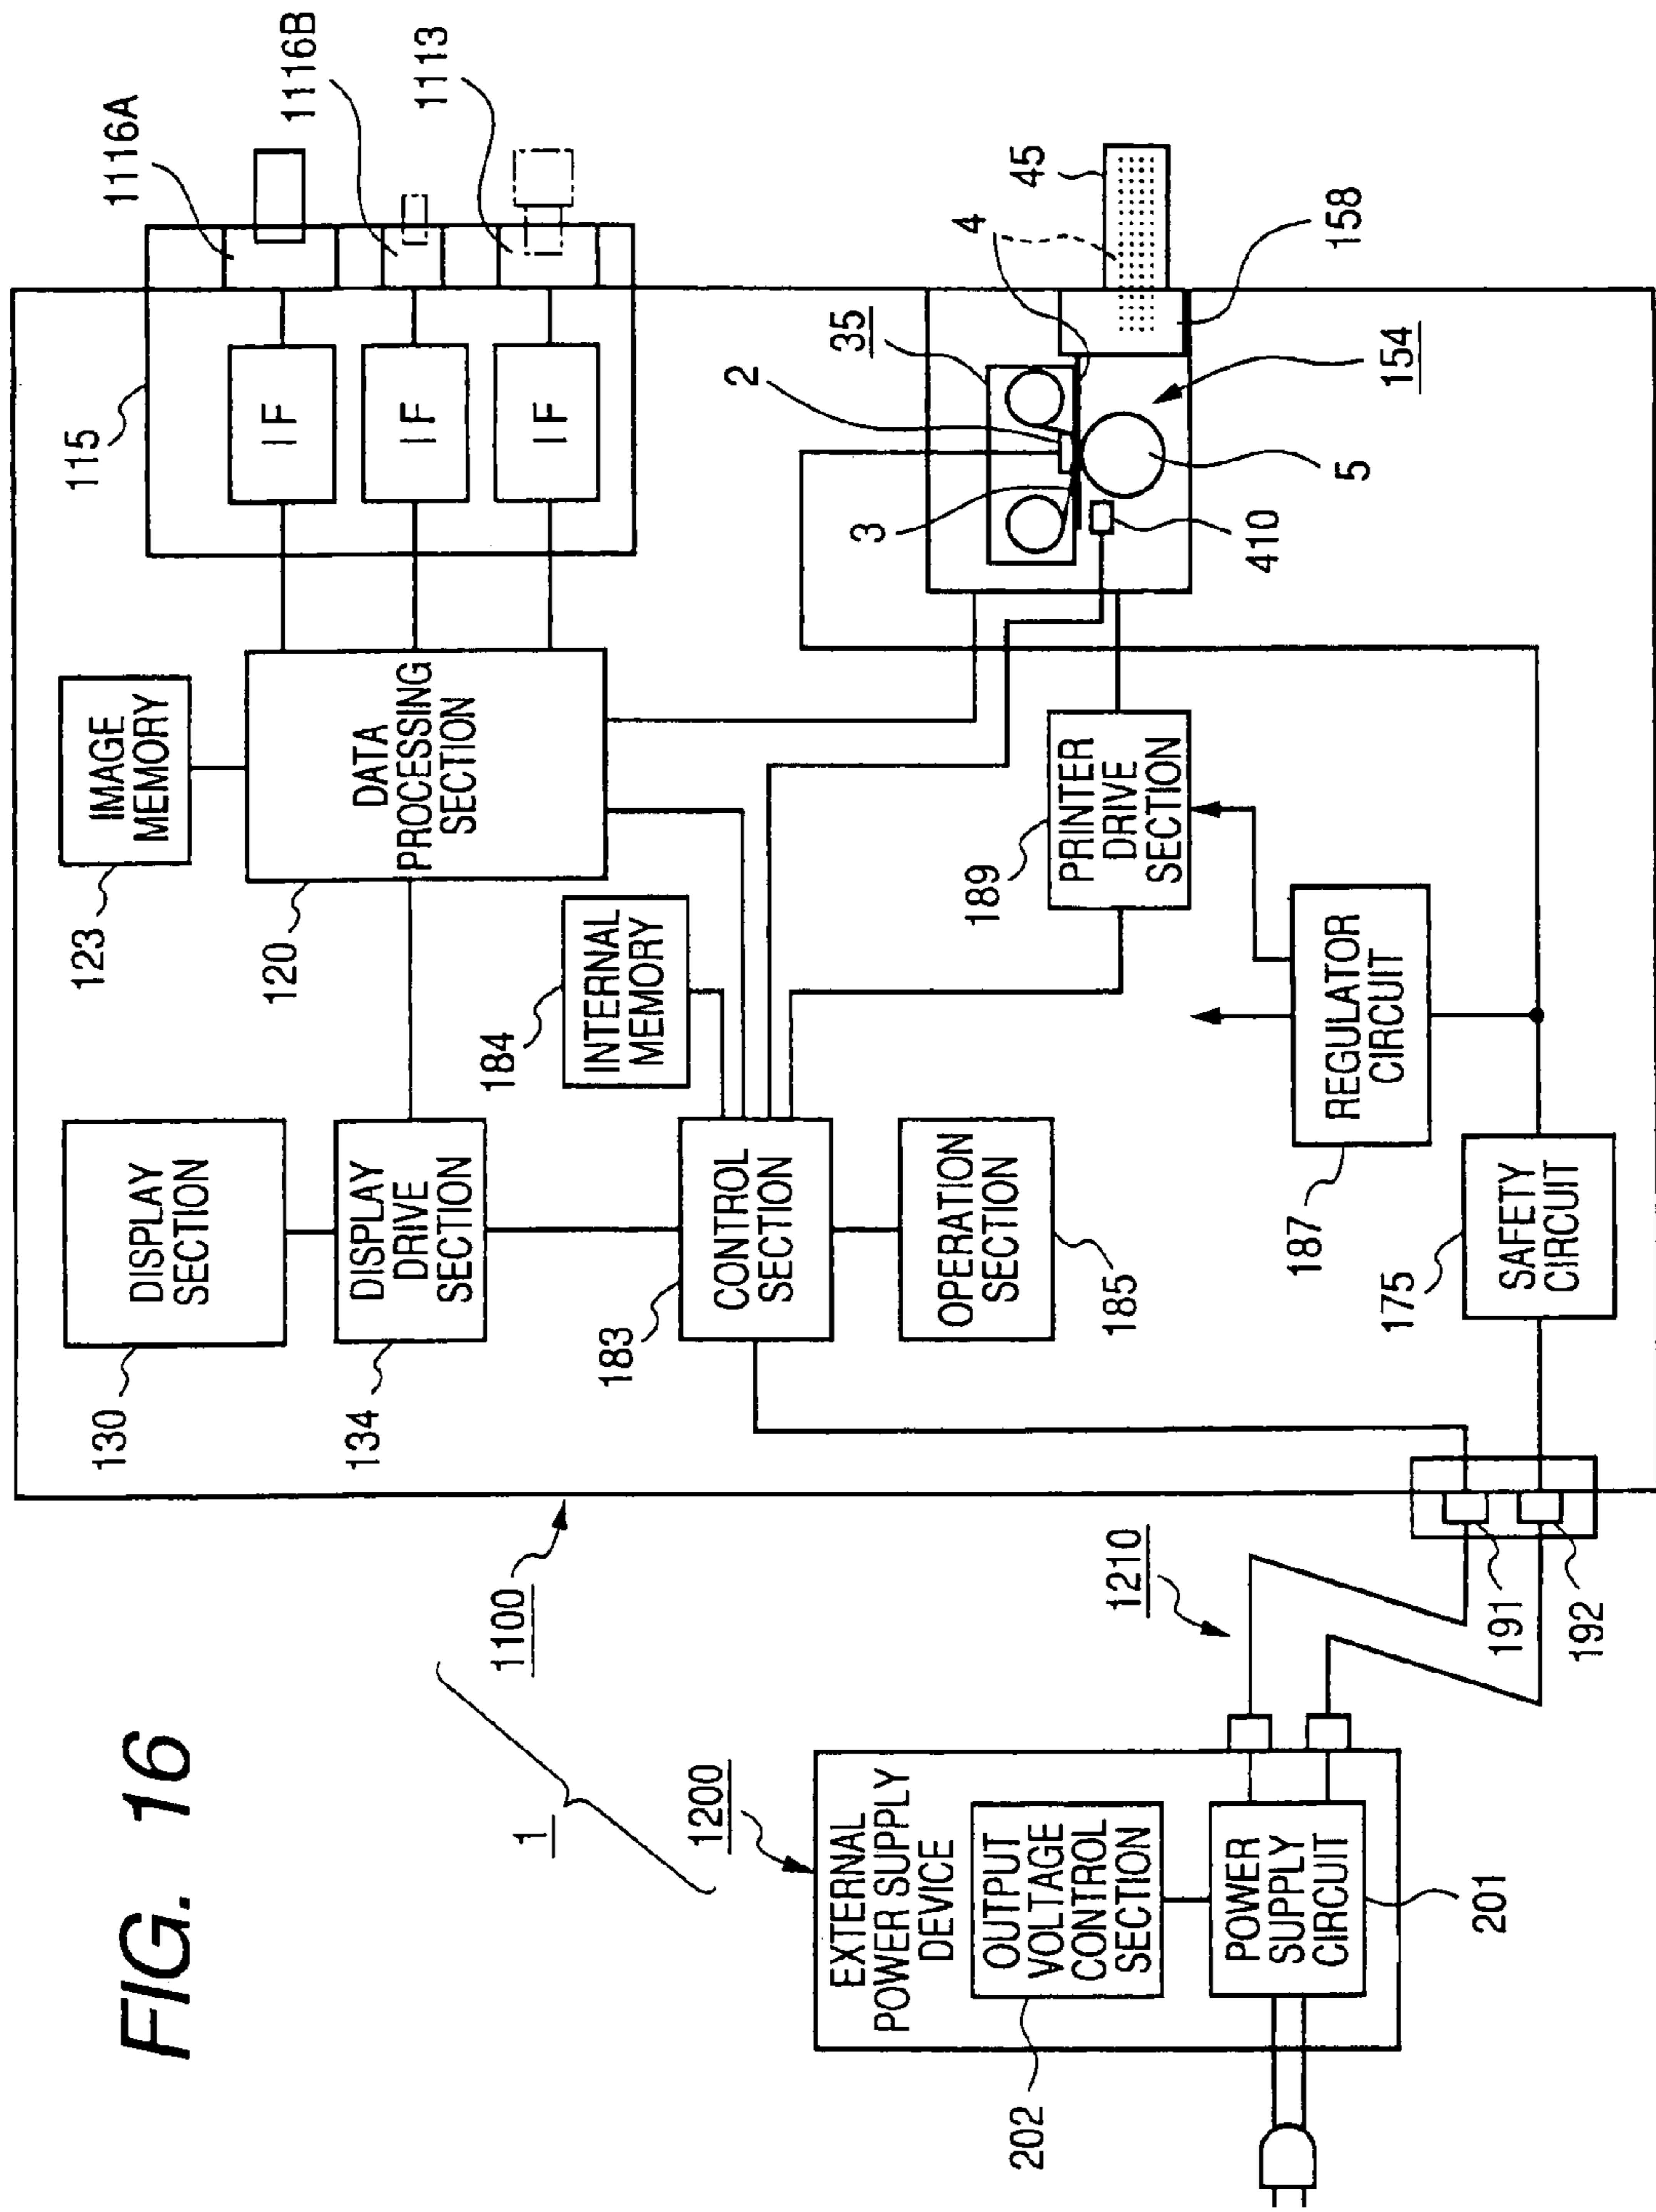 FIG. 16
1
1100
1200
EXTERNAL
POWER SUPPLY
DEVICE
OUTPUT
VOLTAGE
CONTROL
SECTION
202
POWER
SUPPLY
CIRCUIT
201
1210
191
192
130
DISPLAY
SECTION
134
DISPLAY
DRIVE
SECTION
183
CONTROL
SECTION
OPERATION
SECTION
185
184
INTERNAL
MEMORY
123
IMAGE
MEMORY
120
DATA
PROCESSING
SECTION
115
IF
IF
IF
1116A
1116B
1113
189
PRINTER
DRIVE
SECTION
187
REGULATOR
CIRCUIT
175
SAFETY
CIRCUIT
2
35
4
45
3
410
5
154
158